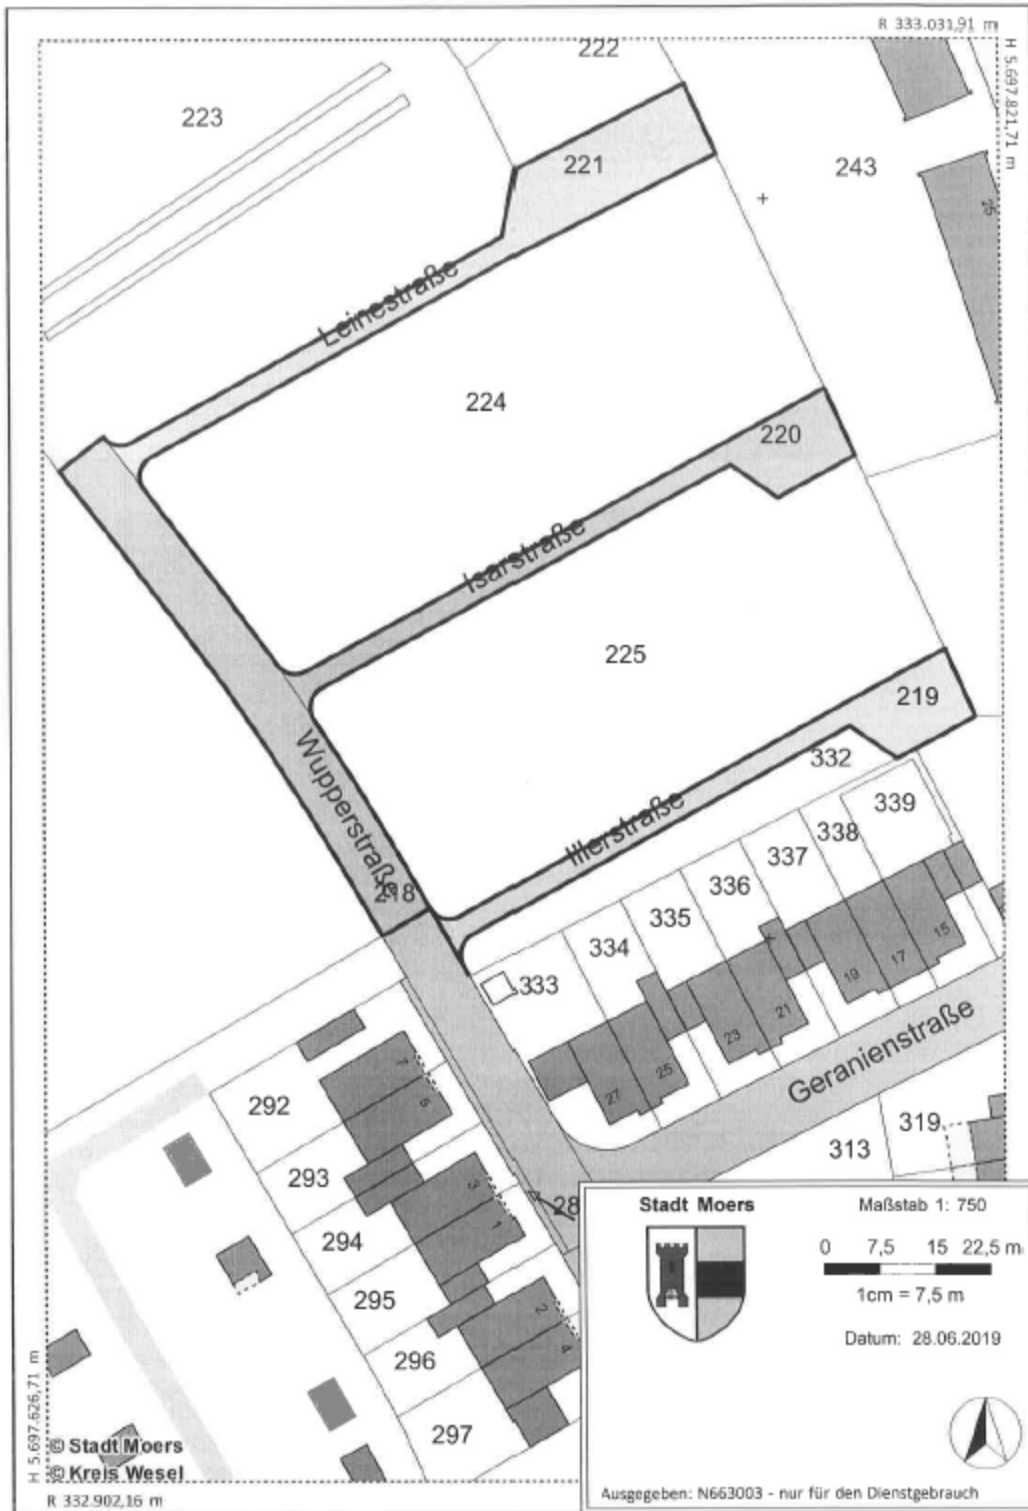 R 333.031,91 m
H 5.697.821,71 m
222
223
221
243
25
Leinestraße
224
220
Isarstraße
225
219
332
Wupperstraße
218
Illerstraße
339
338
337
336
335
334
333
15
17
19
21
23
25
27
Geranienstraße
292
7
5
293
3
1
294
295
2
4
296
297
319
313
28
Stadt Moers
Maßstab 1: 750
0 7,5 15 22,5 m
1cm = 7,5 m
Datum: 28.06.2019
Ausgegeben: N663003 - nur für den Dienstgebrauch
H 5.697.626,71 m
© Stadt Moers
© Kreis Wesel
R 332.902,16 m